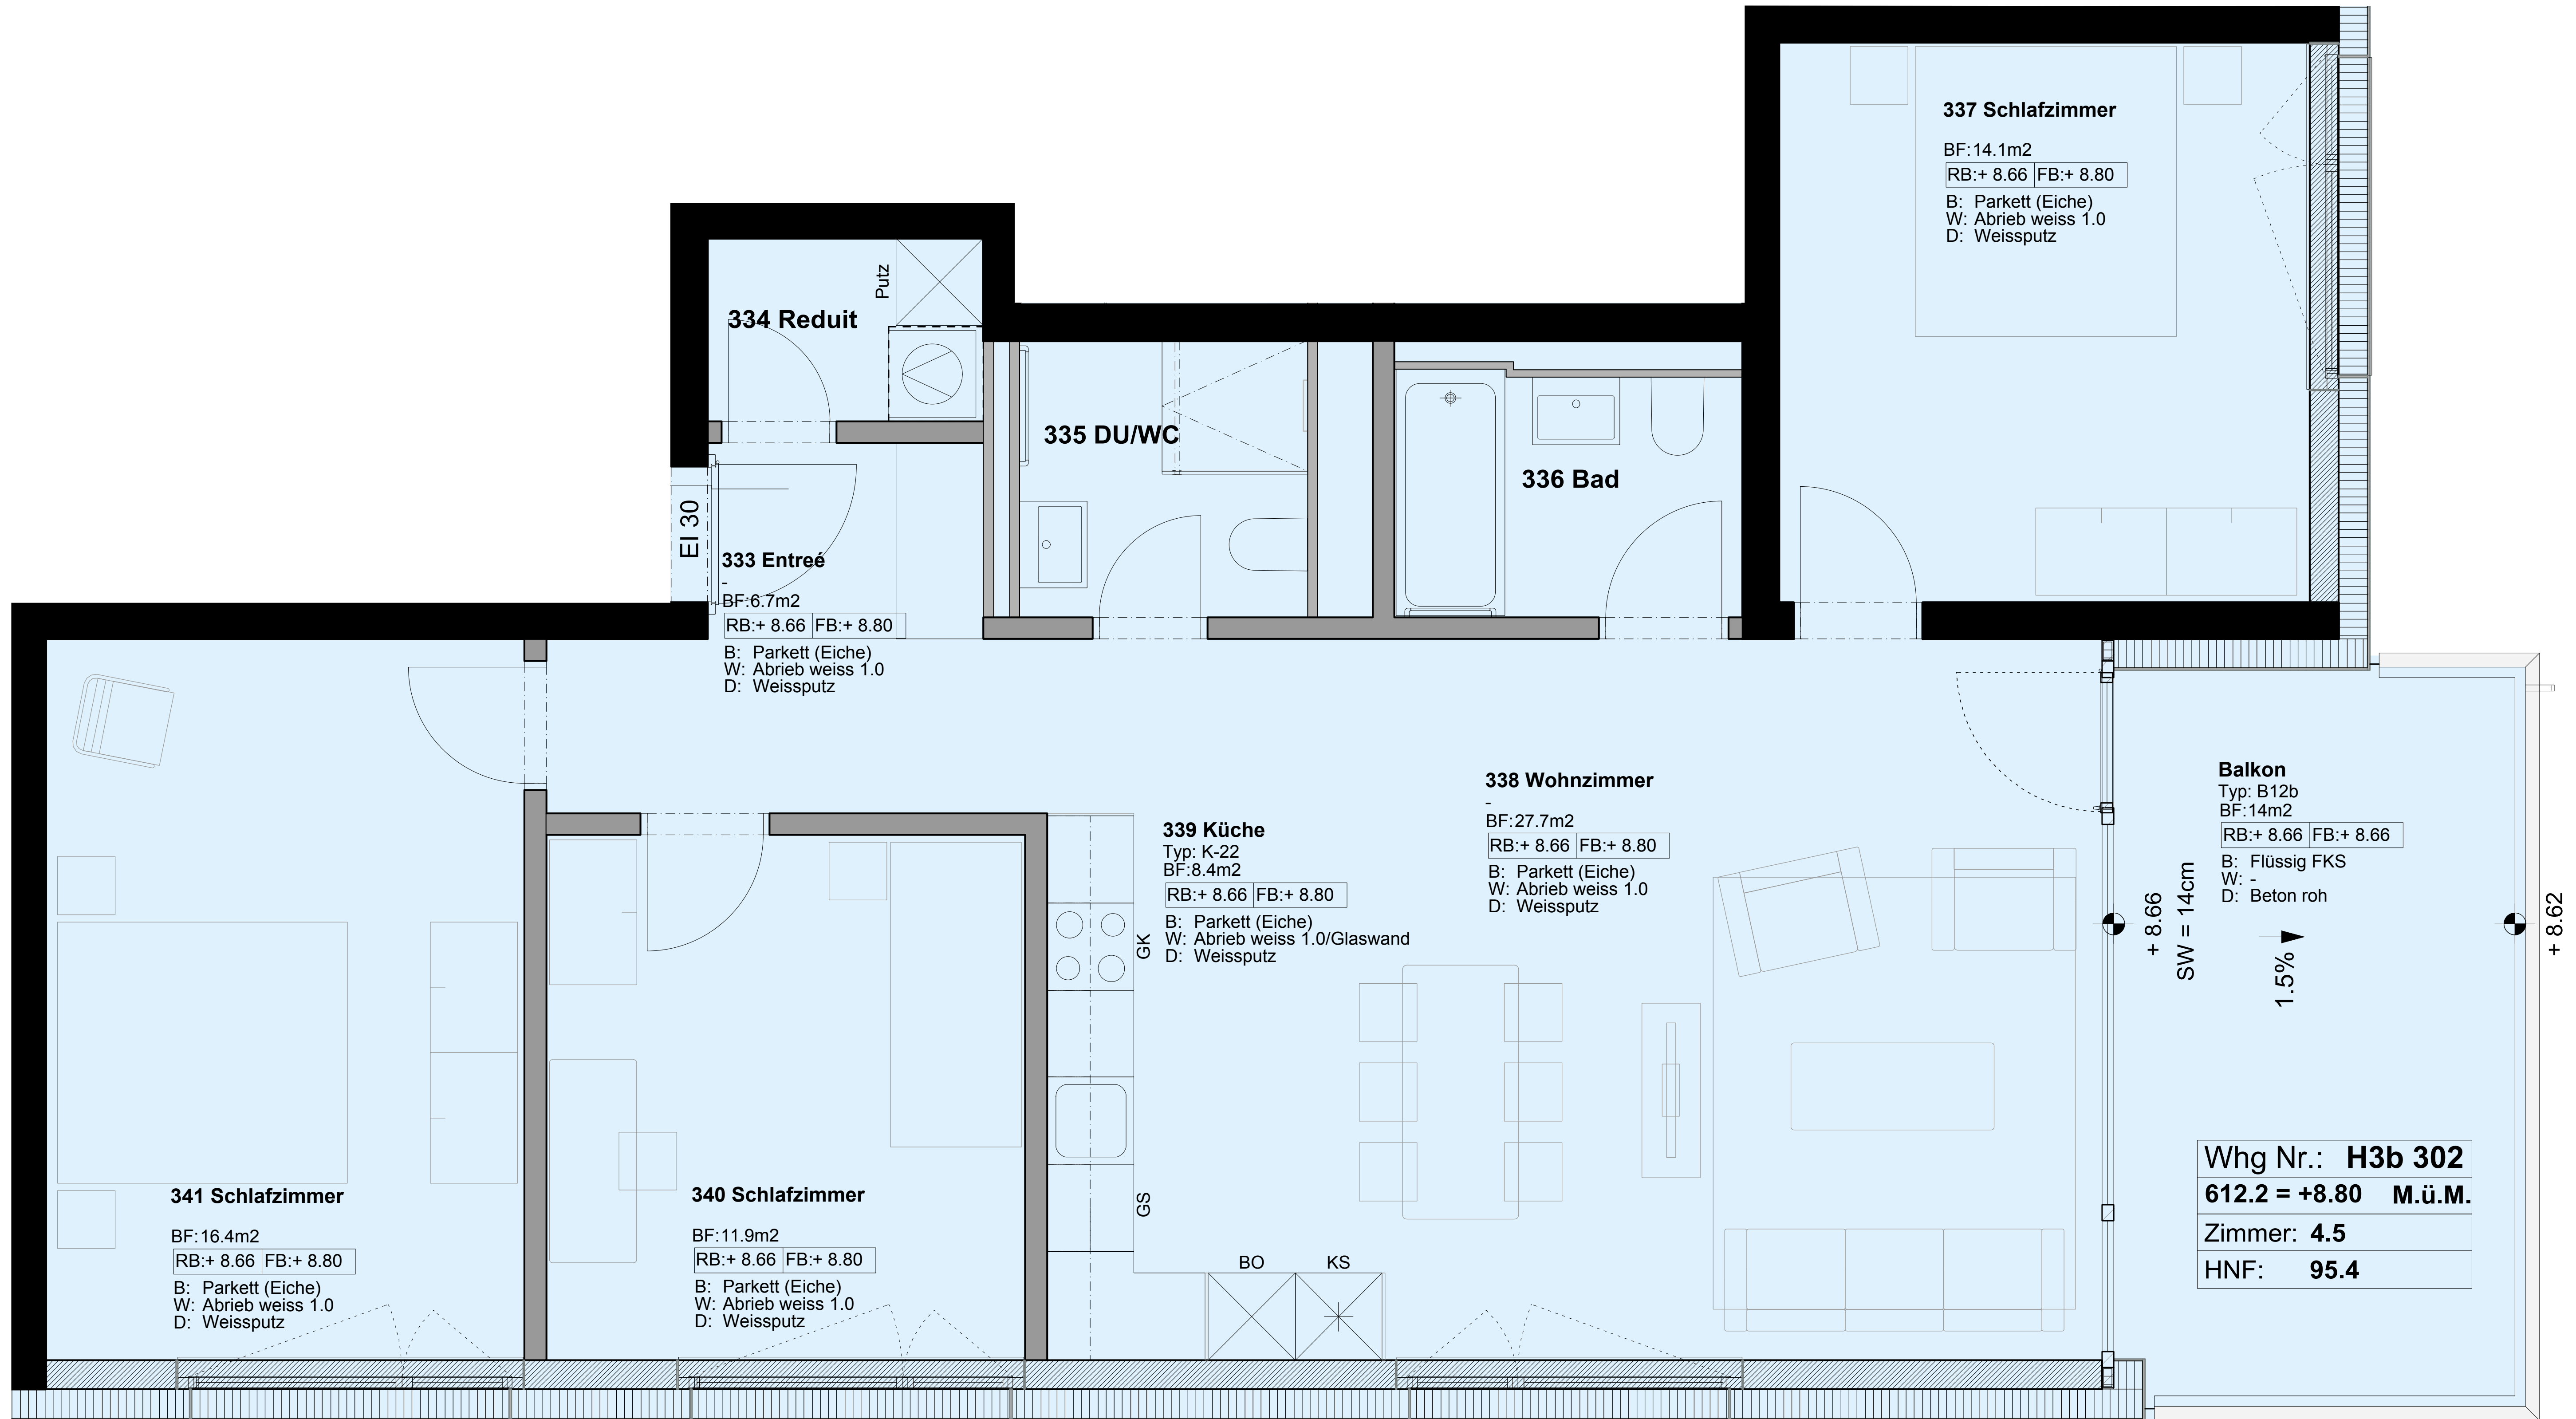 337 Schlafzimmer
BF:14.1m2
RB:+ 8.66 FB:+ 8.80
B: Parkett (Eiche)
W: Abrieb weiss 1.0
D: Weissputz
Putz
334 Reduit
335 DU/WC
336 Bad
EI 30
333 Entreé
-
BF:6.7m2
RB:+ 8.66 FB:+ 8.80
B: Parkett (Eiche)
W: Abrieb weiss 1.0
D: Weissputz
338 Wohnzimmer
-
BF:27.7m2
RB:+ 8.66 FB:+ 8.80
B: Parkett (Eiche)
W: Abrieb weiss 1.0
D: Weissputz
Balkon
Typ: B12b
BF:14m2
RB:+ 8.66 FB:+ 8.66
B: Flüssig FKS
W: -
D: Beton roh
339 Küche
Typ: K-22
BF:8.4m2
RB:+ 8.66 FB:+ 8.80
B: Parkett (Eiche)
W: Abrieb weiss 1.0/Glaswand
D: Weissputz
GK
+ 8.66
SW = 14cm
1.5%
+ 8.62
341 Schlafzimmer
BF:16.4m2
RB:+ 8.66 FB:+ 8.80
B: Parkett (Eiche)
W: Abrieb weiss 1.0
D: Weissputz
340 Schlafzimmer
BF:11.9m2
RB:+ 8.66 FB:+ 8.80
B: Parkett (Eiche)
W: Abrieb weiss 1.0
D: Weissputz
GS
BO KS
Whg Nr.: H3b 302
612.2 = +8.80 M.ü.M.
Zimmer: 4.5
HNF: 95.4